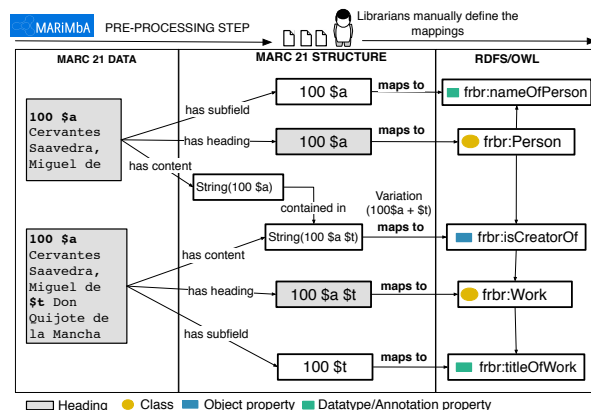 MARiMbA
PRE-PROCESSING STEP
Librarians manually define the
mappings
MARC 21 DATA
MARC 21 STRUCTURE
RDFS/OWL
100 $a
Cervantes
Saavedra,
Miguel de
has subfield
100 $a
maps to
frbr:nameOfPerson
has heading
100 $a
maps to
frbr:Person
has content
String(100 $a)
contained in
Variation
(100$a + $t)
100 $a
Cervantes
Saavedra,
Miguel de
$t Don
Quijote de
la Mancha
has content
String(100 $a $t)
maps to
frbr:isCreatorOf
has heading
100 $a $t
maps to
frbr:Work
has subfield
100 $t
maps to
frbr:titleOfWork
Heading
Class
Object property
Datatype/Annotation property